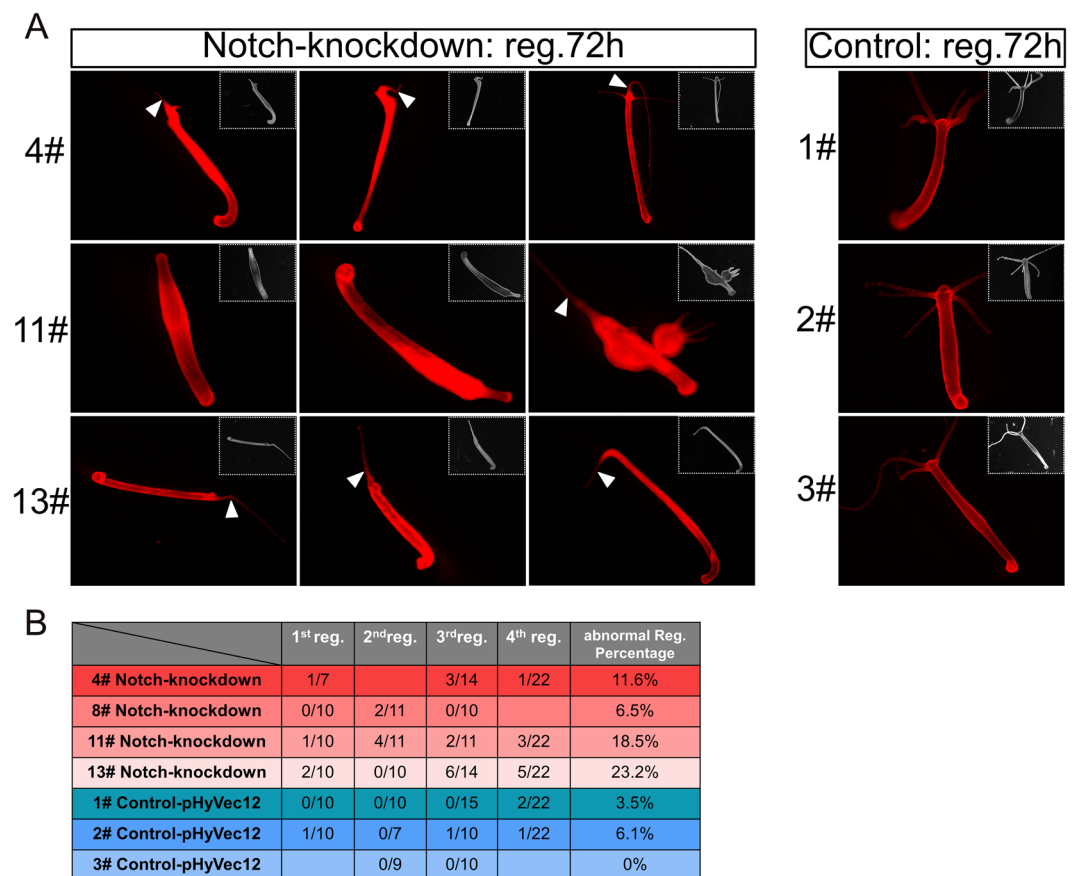 A
Notch-knockdown: reg.72h
Control: reg.72h
4#
1#
11#
2#
13#
3#
B
1st reg. 2nd reg. 3rd reg. 4th reg. abnormal Reg. Percentage
4# Notch-knockdown 1/7 3/14 1/22 11.6%
8# Notch-knockdown 0/10 2/11 0/10 6.5%
11# Notch-knockdown 1/10 4/11 2/11 3/22 18.5%
13# Notch-knockdown 2/10 0/10 6/14 5/22 23.2%
1# Control-pHyVec12 0/10 0/10 0/15 2/22 3.5%
2# Control-pHyVec12 1/10 0/7 1/10 1/22 6.1%
3# Control-pHyVec12 0/9 0/10 0%